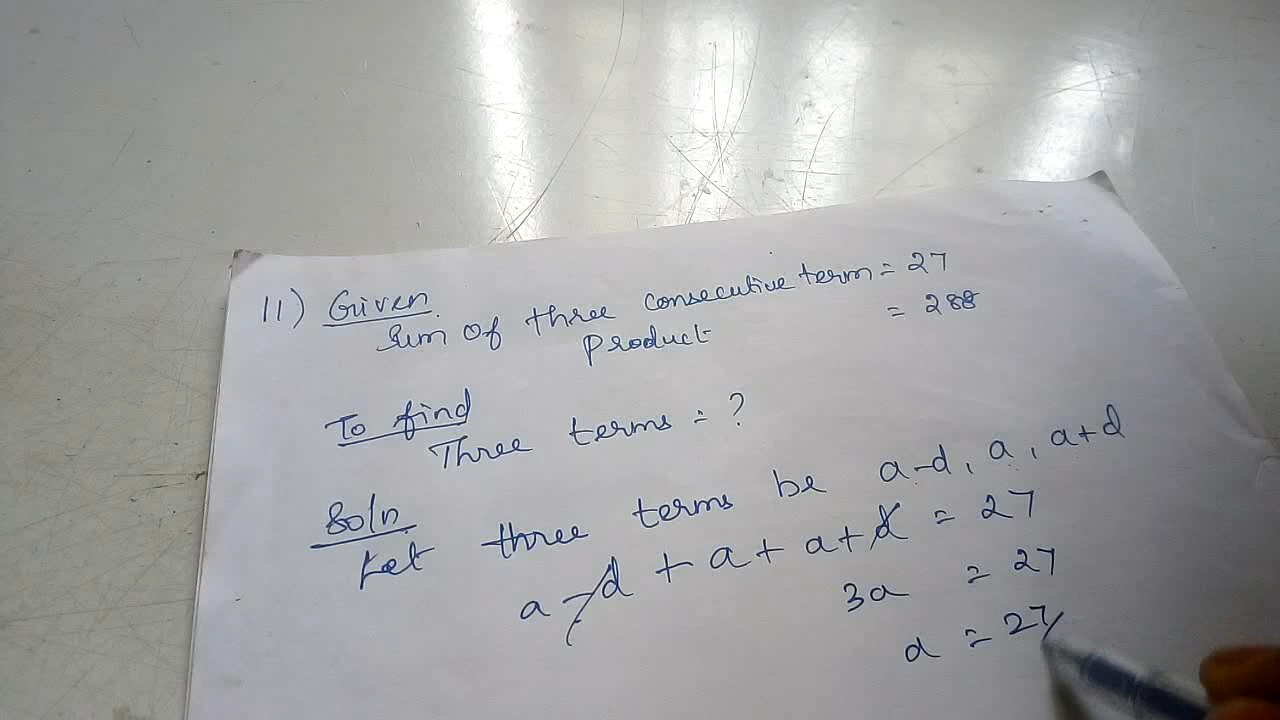 11) Given
Sum of three consecutive term = 27
product = 288
To find
Three terms = ?
Soln
Let three terms be a-d, a, a+d
a - d + a + a + d = 27
3a = 27
a = 27/